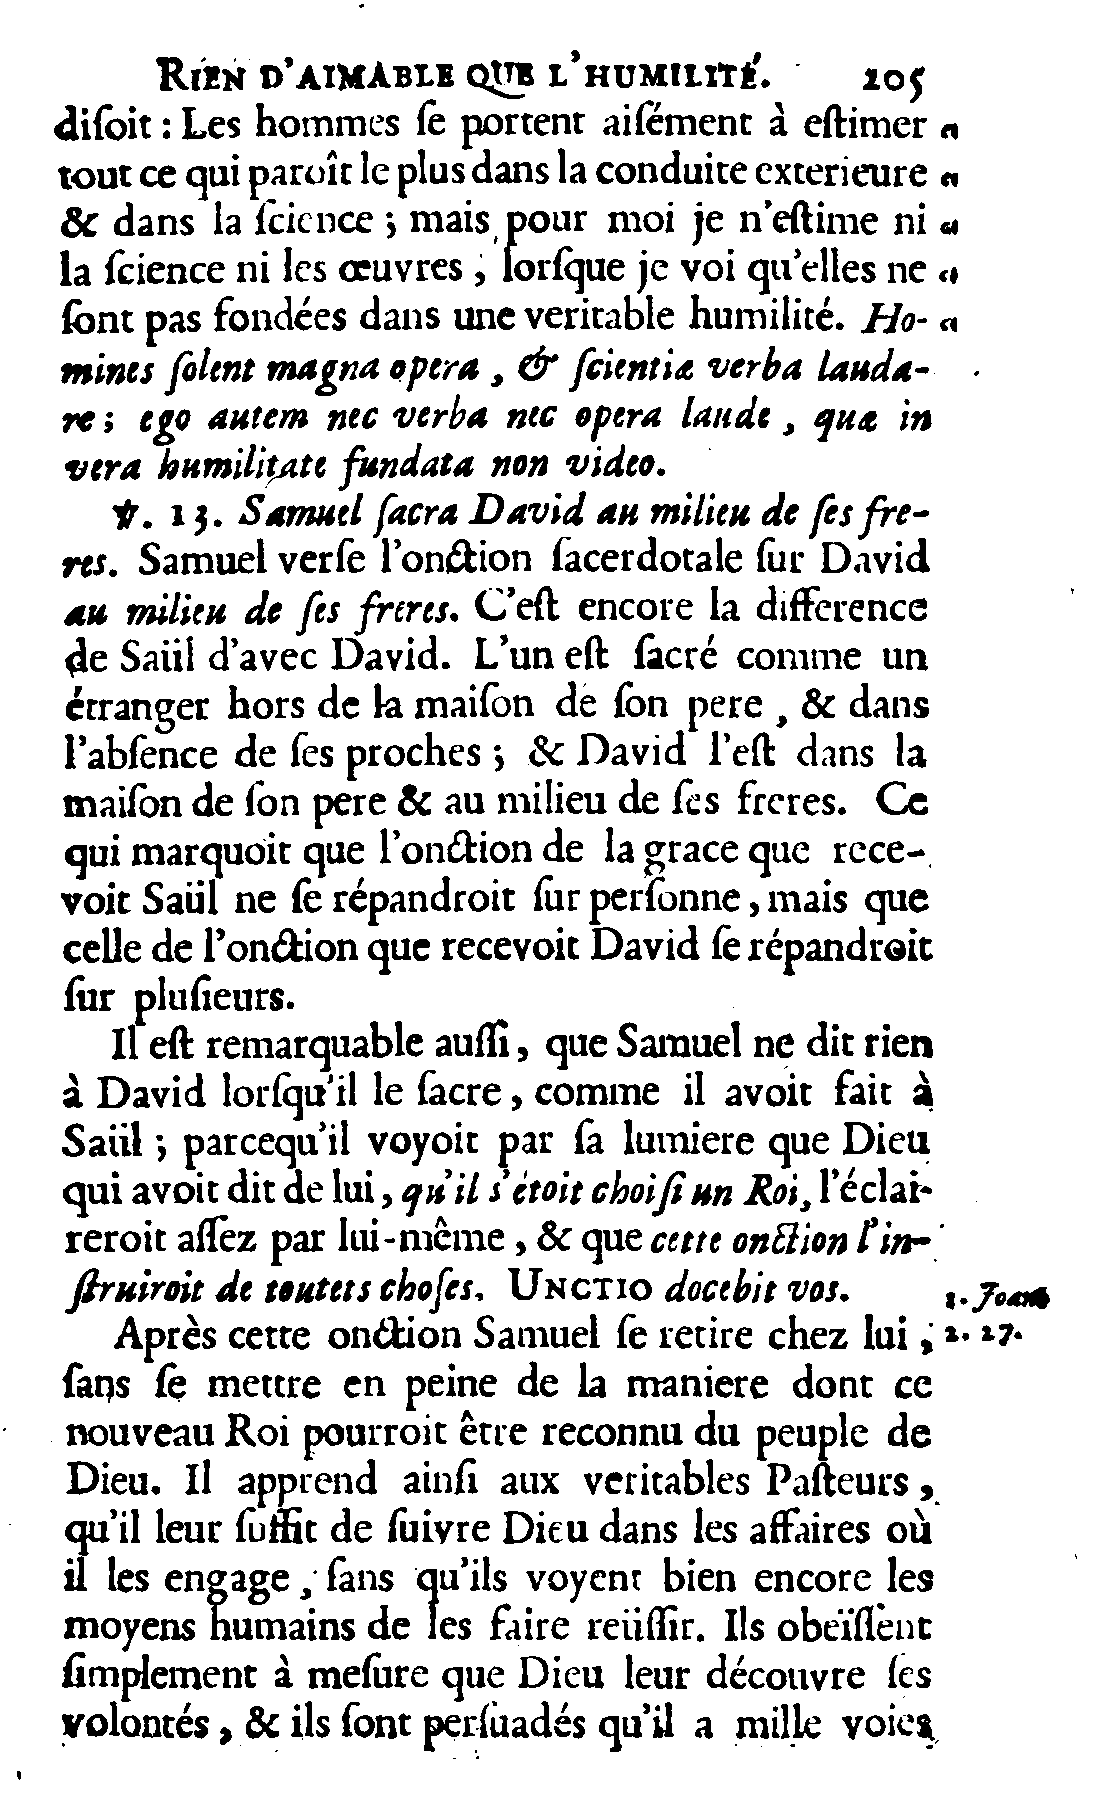 RIEN D'AIMABLE QUE L'HUMILITÉ. 205
diſoit : Les hommes ſe portent aiſément à eſtimer "
tout ce qui paroît le plus dans la conduite exterieure "
& dans la ſcience ; mais pour moi je n'eſtime ni "
la ſcience ni les œuvres , lorſque je voi qu'elles ne "
ſont pas fondées dans une veritable humilité. Ho- "
mines ſolent magna opera , & ſcientiæ verba lauda-
re ; ego autem nec verba nec opera laude , quæ in
vera humilitate fundata non video.
℣. 13. Samuel ſacra David au milieu de ſes fre-
res. Samuel verſe l'onction ſacerdotale ſur David
au milieu de ſes freres. C'eſt encore la difference
de Saül d'avec David. L'un eſt ſacré comme un
étranger hors de la maiſon de ſon pere , & dans
l'abſence de ſes proches ; & David l'eſt dans la
maiſon de ſon pere & au milieu de ſes freres. Ce
qui marquoit que l'onction de la grace que rece-
voit Saül ne ſe répandroit ſur perſonne , mais que
celle de l'onction que recevoit David ſe répandroit
ſur pluſieurs.
Il eſt remarquable auſſi , que Samuel ne dit rien
à David lorſqu'il le ſacre , comme il avoit fait à
Saül ; parcequ'il voyoit par ſa lumiere que Dieu
qui avoit dit de lui , qu'il s'étoit choiſi un Roi, l'éclai-
reroit aſſez par lui-même , & que cette onction l'in-
ſtruiroit de toutets choſes. UNCTIO docebit vos.
1. Joan.
Après cette onction Samuel ſe retire chez lui , 2. 27.
ſans ſe mettre en peine de la maniere dont ce
nouveau Roi pourroit être reconnu du peuple de
Dieu. Il apprend ainſi aux veritables Paſteurs ,
qu'il leur ſuffit de ſuivre Dieu dans les affaires où
il les engage , ſans qu'ils voyent bien encore les
moyens humains de les faire reüſſir. Ils obeïſſent
ſimplement à meſure que Dieu leur découvre ſes
volontés , & ils ſont perſuadés qu'il a mille voies